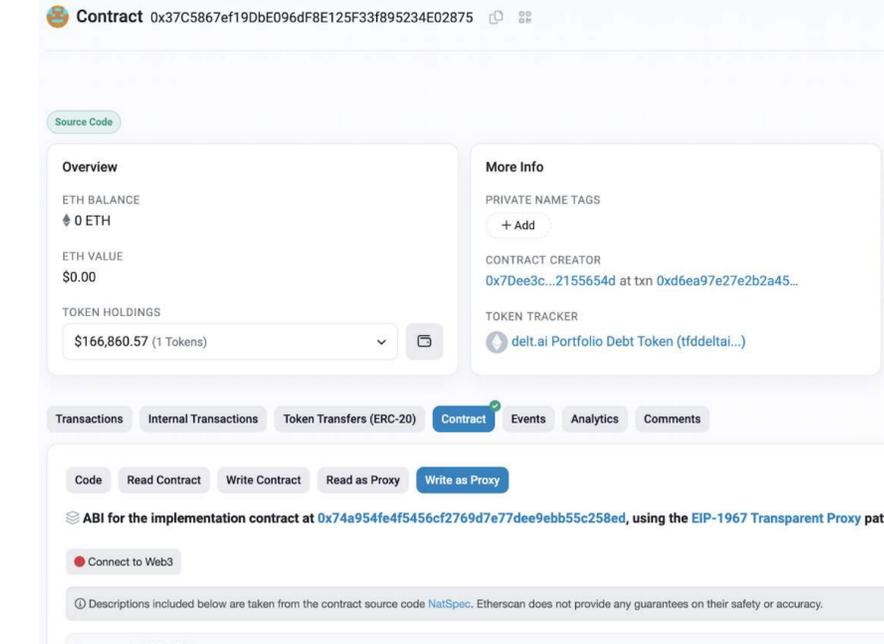 Contract 0x37C5867ef19DbE096dF8E125F33f895234E02875
Source Code
Overview
ETH BALANCE
0 ETH
ETH VALUE
$0.00
TOKEN HOLDINGS
$166,860.57 (1 Tokens)
More Info
PRIVATE NAME TAGS
+ Add
CONTRACT CREATOR
0x7Dee3c...2155654d at txn 0xd6ea97e27e2b2a45...
TOKEN TRACKER
delt.ai Portfolio Debt Token (tfddeltai...)
Transactions Internal Transactions Token Transfers (ERC-20) Contract Events Analytics Comments
Code Read Contract Write Contract Read as Proxy Write as Proxy
ABI for the implementation contract at 0x74a954fe4f5456cf2769d7e77dee9ebb55c258ed, using the EIP-1967 Transparent Proxy pat
Connect to Web3
Descriptions included below are taken from the contract source code NatSpec. Etherscan does not provide any guarantees on their safety or accuracy.